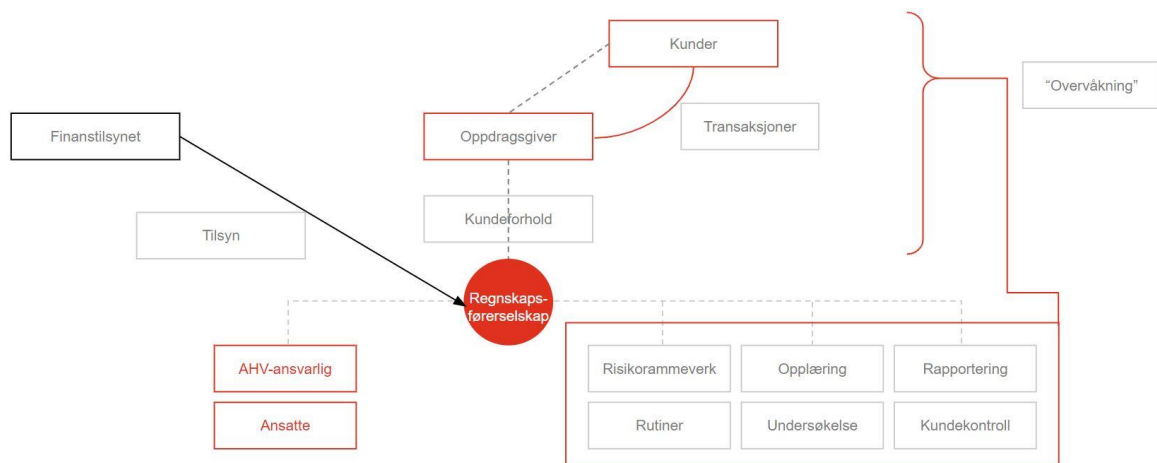 Kunder
“Overvåkning”
Transaksjoner
Finanstilsynet
Oppdragsgiver
Kundeforhold
Tilsyn
Regnskaps-
førerselskap
AHV-ansvarlig
Risikorammeverk
Opplæring
Rapportering
Ansatte
Rutiner
Undersøkelse
Kundekontroll